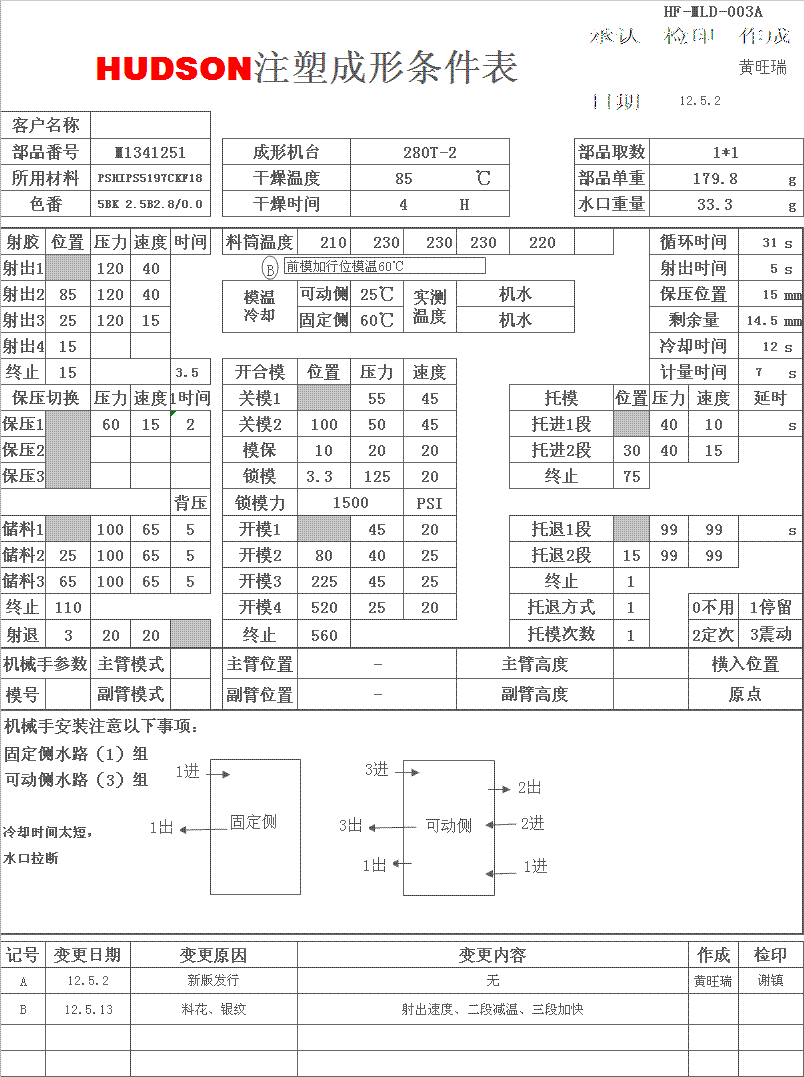 HF-MLD-003A
承认 检印 作成
HUDSON注塑成形条件表
黄旺瑞
日期 12.5.2
客户名称
部品番号 M1341251 成形机台 280T-2 部品取数 1*1
所用材料 PSHIPS5197CKF18 干燥温度 85 ℃ 部品单重 179.8 g
色番 5BK 2.5B2.8/0.0 干燥时间 4 H 水口重量 33.3 g
射胶 位置 压力 速度 时间 料筒温度 210 230 230 230 220 循环时间 31 s
射出1 120 40 B 前模加行位模温60℃ 射出时间 5 s
射出2 85 120 40 模温冷却 可动侧 25℃ 实测温度 机水 保压位置 15 mm
射出3 25 120 15 固定侧 60℃ 机水 剩余量 14.5 mm
射出4 15 冷却时间 12 s
终止 15 3.5 开合模 位置 压力 速度 计量时间 7 s
保压切换 压力 速度 1时间 关模1 55 45 托模 位置 压力 速度 延时
保压1 60 15 2 关模2 100 50 45 托进1段 40 10 s
保压2 模保 10 20 20 托进2段 30 40 15
保压3 锁模 3.3 125 20 终止 75
背压 锁模力 1500 PSI
储料1 100 65 5 开模1 45 20 托退1段 99 99 s
储料2 25 100 65 5 开模2 80 40 25 托退2段 15 99 99
储料3 65 100 65 5 开模3 225 45 25 终止 1
终止 110 开模4 520 25 20 托退方式 1 0不用 1停留
射退 3 20 20 终止 560 托模次数 1 2定次 3震动
机械手参数 主臂模式 主臂位置 - 主臂高度 横入位置
模号 副臂模式 副臂位置 - 副臂高度 原点
机械手安装注意以下事项:
固定侧水路（1）组
可动侧水路（3）组
1进 3进
2出
1出 固定侧 3出 可动侧 2进
冷却时间太短，
水口拉断
1出 1进
记号 变更日期 变更原因 变更内容 作成 检印
A 12.5.2 新版发行 无 黄旺瑞 谢镇
B 12.5.13 料花、银纹 射出速度、二段减温、三段加快